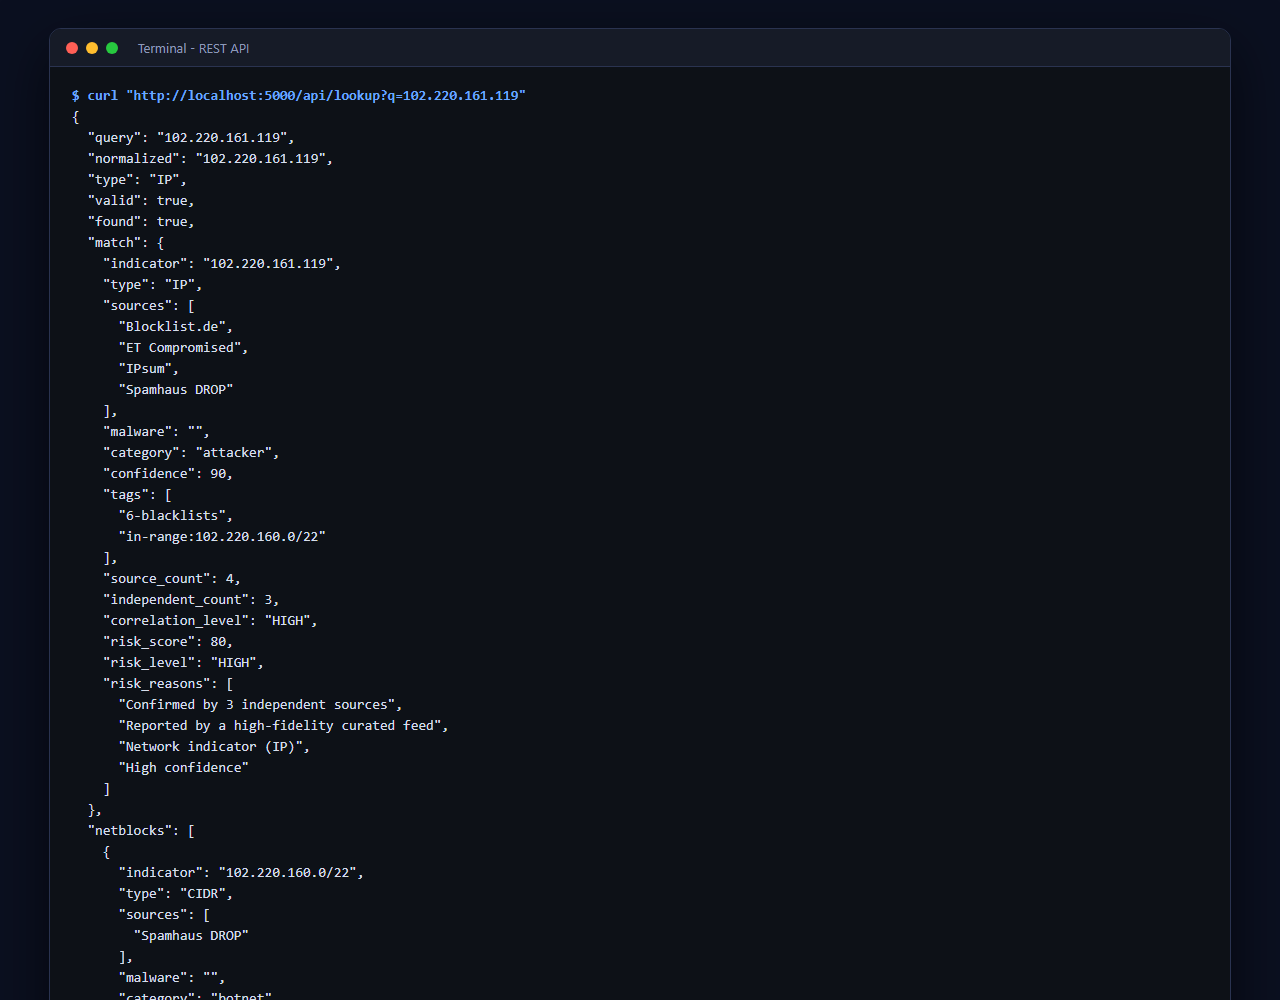 Terminal - REST API
$ curl "http://localhost:5000/api/lookup?q=102.220.161.119"
{
  "query": "102.220.161.119",
  "normalized": "102.220.161.119",
  "type": "IP",
  "valid": true,
  "found": true,
  "match": {
    "indicator": "102.220.161.119",
    "type": "IP",
    "sources": [
      "Blocklist.de",
      "ET Compromised",
      "IPsum",
      "Spamhaus DROP"
    ],
    "malware": "",
    "category": "attacker",
    "confidence": 90,
    "tags": [
      "6-blacklists",
      "in-range:102.220.160.0/22"
    ],
    "source_count": 4,
    "independent_count": 3,
    "correlation_level": "HIGH",
    "risk_score": 80,
    "risk_level": "HIGH",
    "risk_reasons": [
      "Confirmed by 3 independent sources",
      "Reported by a high-fidelity curated feed",
      "Network indicator (IP)",
      "High confidence"
    ]
  },
  "netblocks": [
    {
      "indicator": "102.220.160.0/22",
      "type": "CIDR",
      "sources": [
        "Spamhaus DROP"
      ],
      "malware": "",
      "category": "botnet"